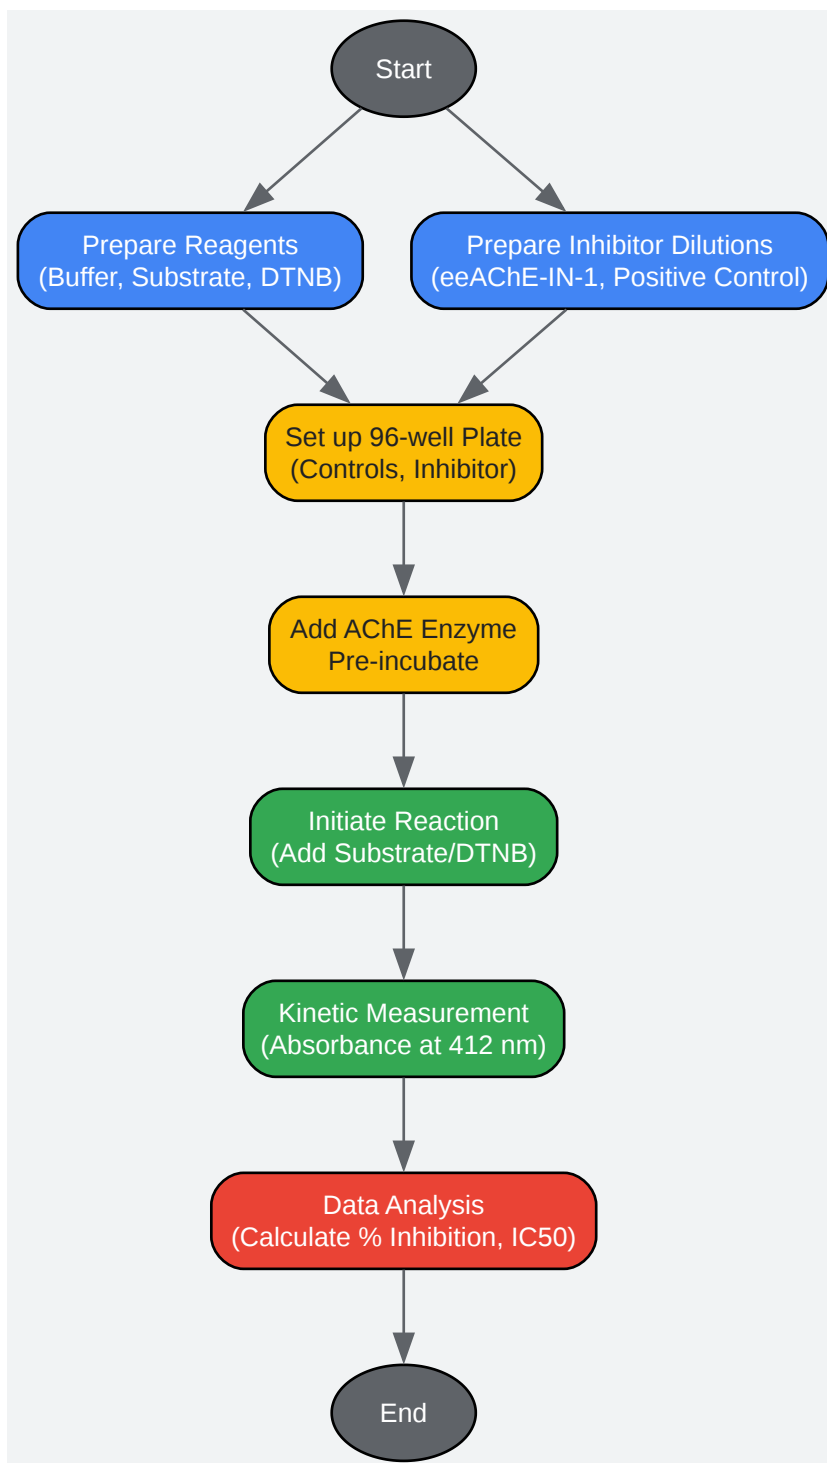 Start
Prepare Reagents
(Buffer, Substrate, DTNB)
Prepare Inhibitor Dilutions
(eeAChE-IN-1, Positive Control)
Set up 96-well Plate
(Controls, Inhibitor)
Add AChE Enzyme
Pre-incubate
Initiate Reaction
(Add Substrate/DTNB)
Kinetic Measurement
(Absorbance at 412 nm)
Data Analysis
(Calculate % Inhibition, IC50)
End